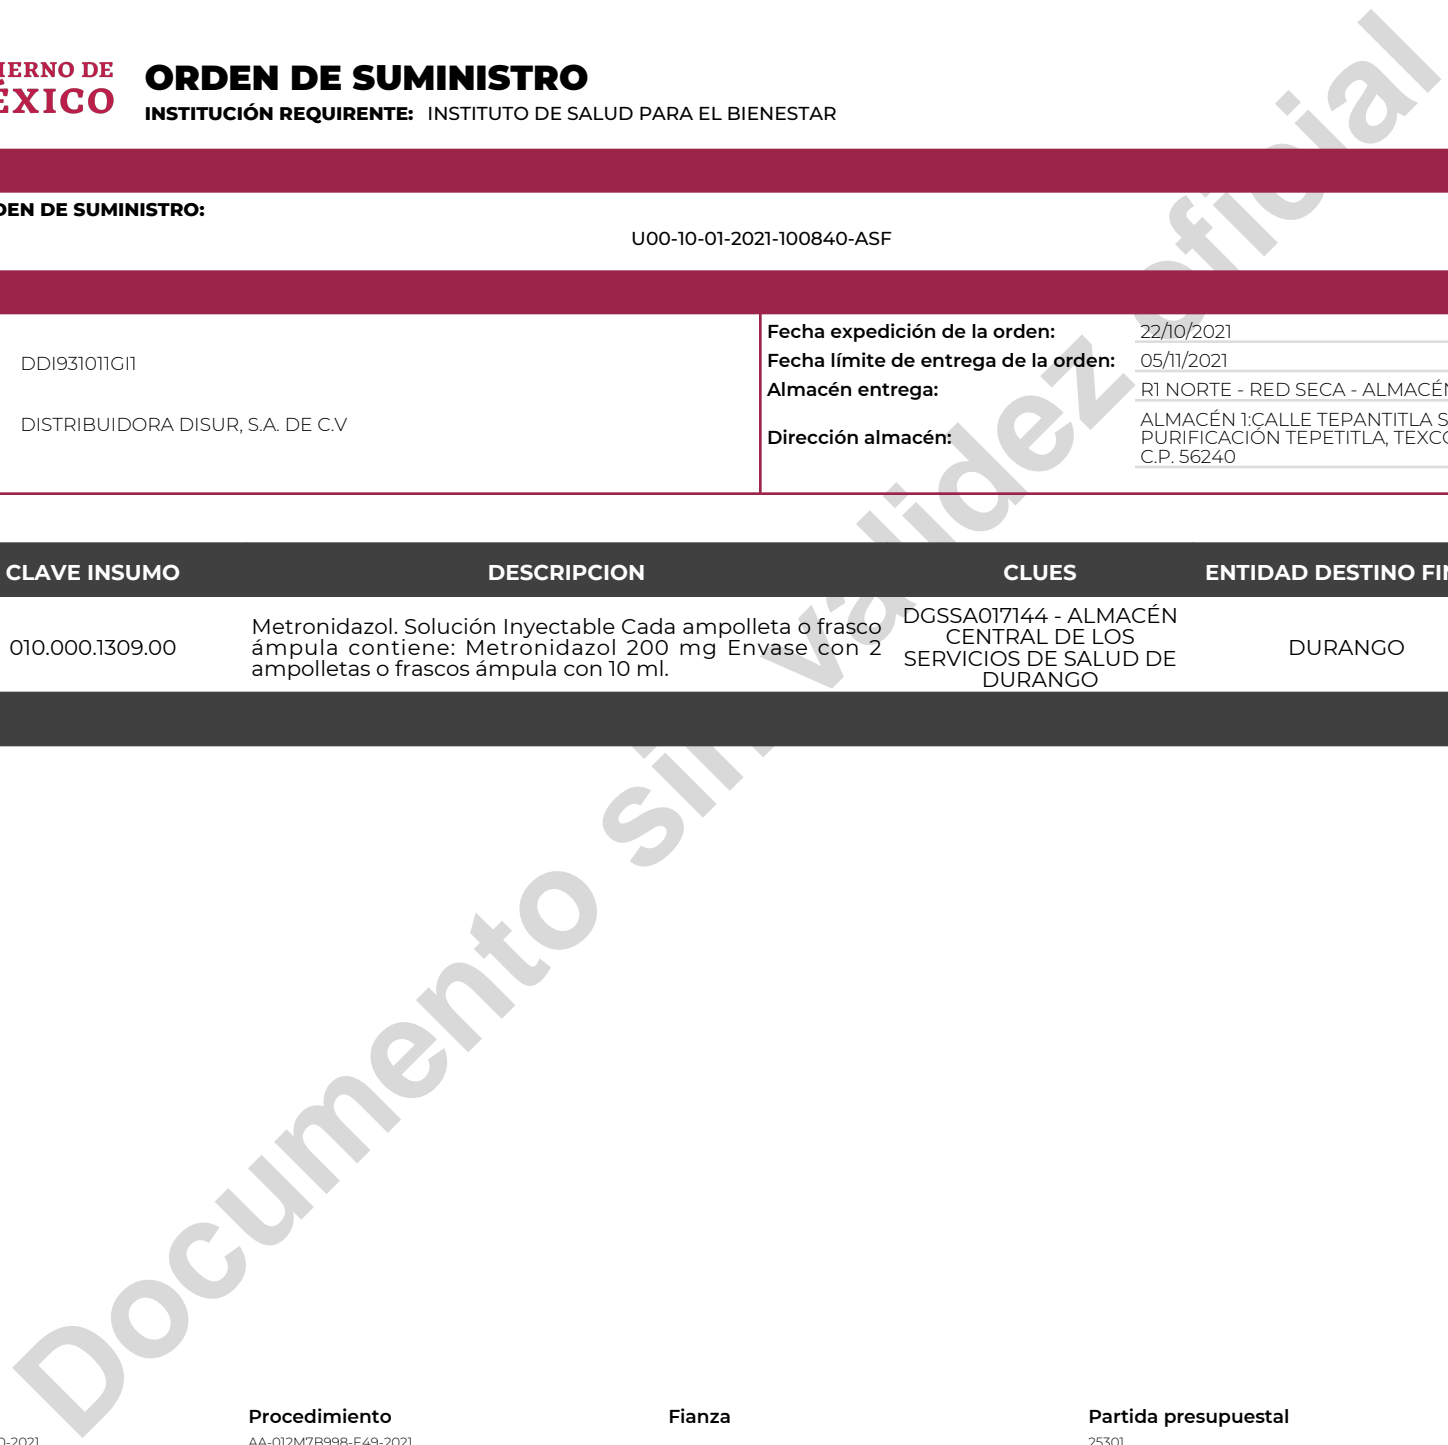 IERNO DE
ÉXICO
ORDEN DE SUMINISTRO
INSTITUCIÓN REQUIRENTE: INSTITUTO DE SALUD PARA EL BIENESTAR
DEN DE SUMINISTRO:
U00-10-01-2021-100840-ASF
DDI931011GI1
DISTRIBUIDORA DISUR, S.A. DE C.V
Fecha expedición de la orden: 22/10/2021
Fecha límite de entrega de la orden: 05/11/2021
Almacén entrega: R1 NORTE - RED SECA - ALMACÉN
Dirección almacén:
ALMACÉN 1:CALLE TEPANTITLA S
PURIFICACIÓN TEPETITLA, TEXCO
C.P. 56240
CLAVE INSUMO DESCRIPCION CLUES ENTIDAD DESTINO FIN
010.000.1309.00
Metronidazol. Solución Inyectable Cada ampolleta o frasco
ámpula contiene: Metronidazol 200 mg Envase con 2
ampolletas o frascos ámpula con 10 ml.
DGSSA017144 - ALMACÉN
CENTRAL DE LOS
SERVICIOS DE SALUD DE
DURANGO
DURANGO
Documento sin validez oficial
Procedimiento Fianza Partida presupuestal
0-2021 AA-012M7B998-E49-2021 25301